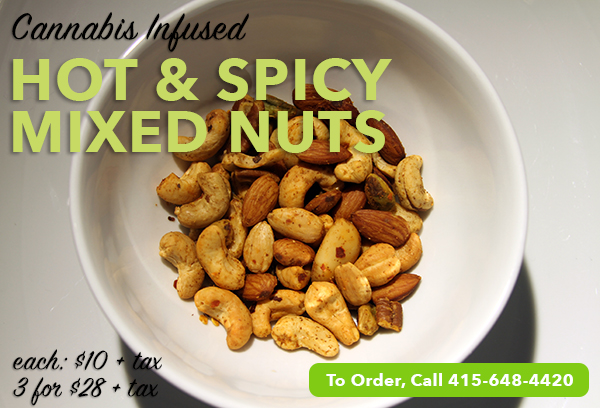 Cannabis Infused
HOT & SPICY
MIXED NUTS
each: $10 + tax
3 for $28 + tax
To Order, Call 415-648-4420